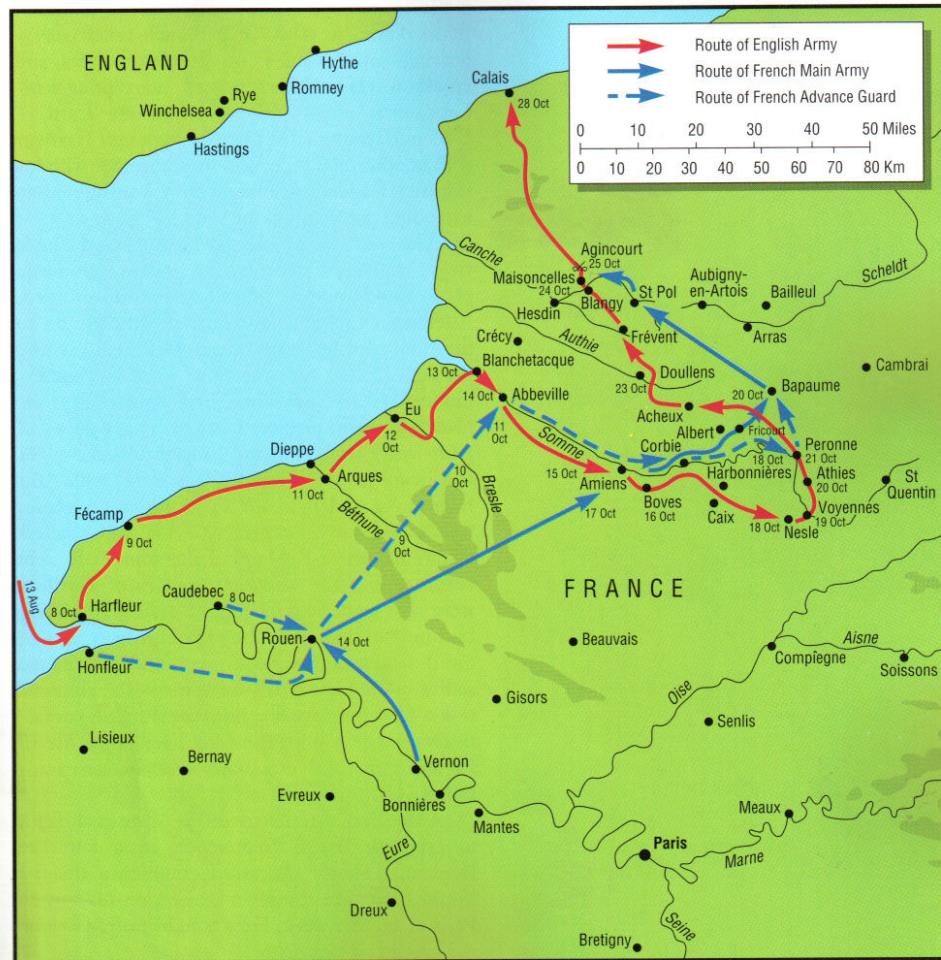 ENGLAND
Hythe
Romney
Rye
Winchelsea
Hastings
Route of English Army
Route of French Main Army
Route of French Advance Guard
0 10 20 30 40 50 Miles
0 10 20 30 40 50 60 70 80 Km
Calais
28 Oct
Canche
Agincourt
25 Oct
Maisoncelles
24 Oct
Blangy
Hesdin
St Pol
Aubigny-
en-Artois
Bailleul
Scheldt
Arras
Frévent
Authie
Crécy
Blanchetacque
13 Oct
Doullens
23 Oct
Cambrai
14 Oct
Abbeville
11
Oct
Bapaume
20 Oct
Acheux
Albert
Fricourt
Eu
12
Oct
Somme
Corbie
18 Oct
Peronne
21 Oct
Dieppe
Arques
11 Oct
10
Oct
Bresle
15 Oct
Amiens
17 Oct
Boves
16 Oct
Harbonnières
Caix
Athies
20 Oct
St
Quentin
Voyennes
19 Oct
18 Oct
Nesle
Fécamp
9 Oct
Béthune
9
Oct
FRANCE
13 Aug
8 Oct
Harfleur
Caudebec
8 Oct
Rouen
14 Oct
Honfleur
Beauvais
Aisne
Compiegne
Soissons
Oise
Gisors
Senlis
Lisieux
Bernay
Vernon
Evreux
Bonnières
Mantes
Meaux
Paris
Marne
Eure
Dreux
Seine
Bretigny